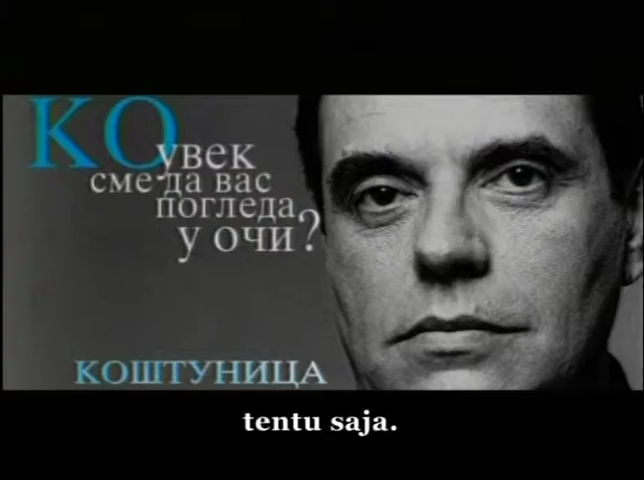 КО
увек
сме да вас
погледа
у очи?
КОШТУНИЦА
tentu saja.